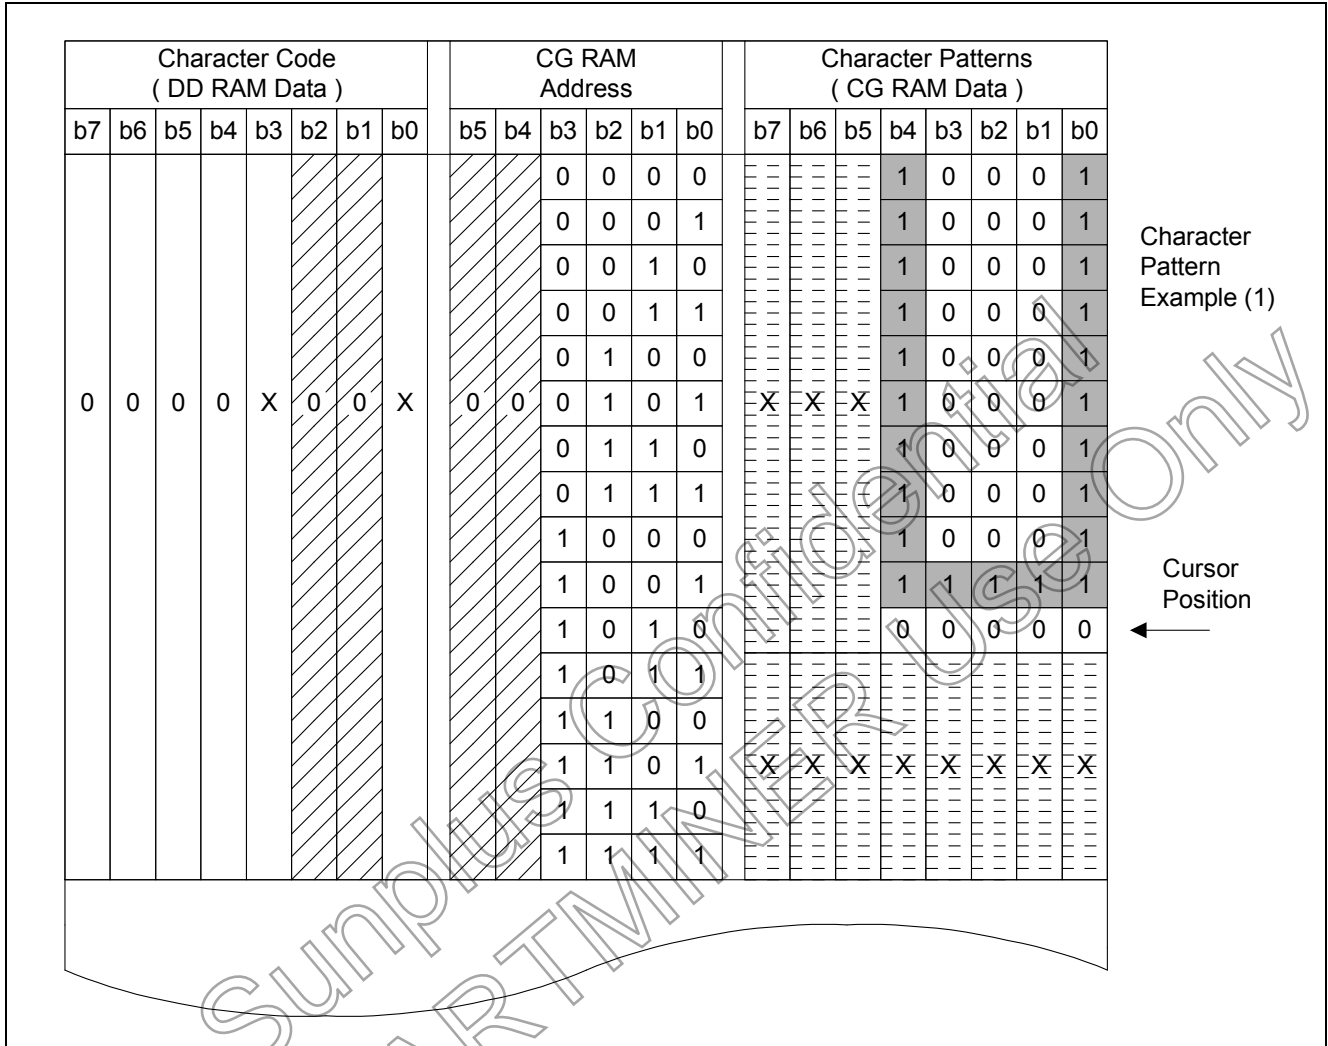 Character Code
( DD RAM Data )
CG RAM
Address
Character Patterns
( CG RAM Data )
b7 b6 b5 b4 b3 b2 b1 b0 b5 b4 b3 b2 b1 b0 b7 b6 b5 b4 b3 b2 b1 b0
0 0 0 0 1 0 0 0 1
0 0 0 1 1 0 0 0 1
0 0 1 0 1 0 0 0 1
0 0 1 1 1 0 0 0 1
0 1 0 0 1 0 0 0 1
0 0 0 0 X 0 0 X 0 0 0 1 0 1 X X X 1 0 0 0 1
0 1 1 0 1 0 0 0 1
0 1 1 1 1 0 0 0 1
1 0 0 0 1 0 0 0 1
1 0 0 1 1 1 1 1 1
1 0 1 0 0 0 0 0 0
1 0 1 1
1 1 0 0
1 1 0 1 X X X X X X X X
1 1 1 0
1 1 1 1
Character
Pattern
Example (1)
Cursor
Position
Sunplus Confidential
ARTMINER Use Only